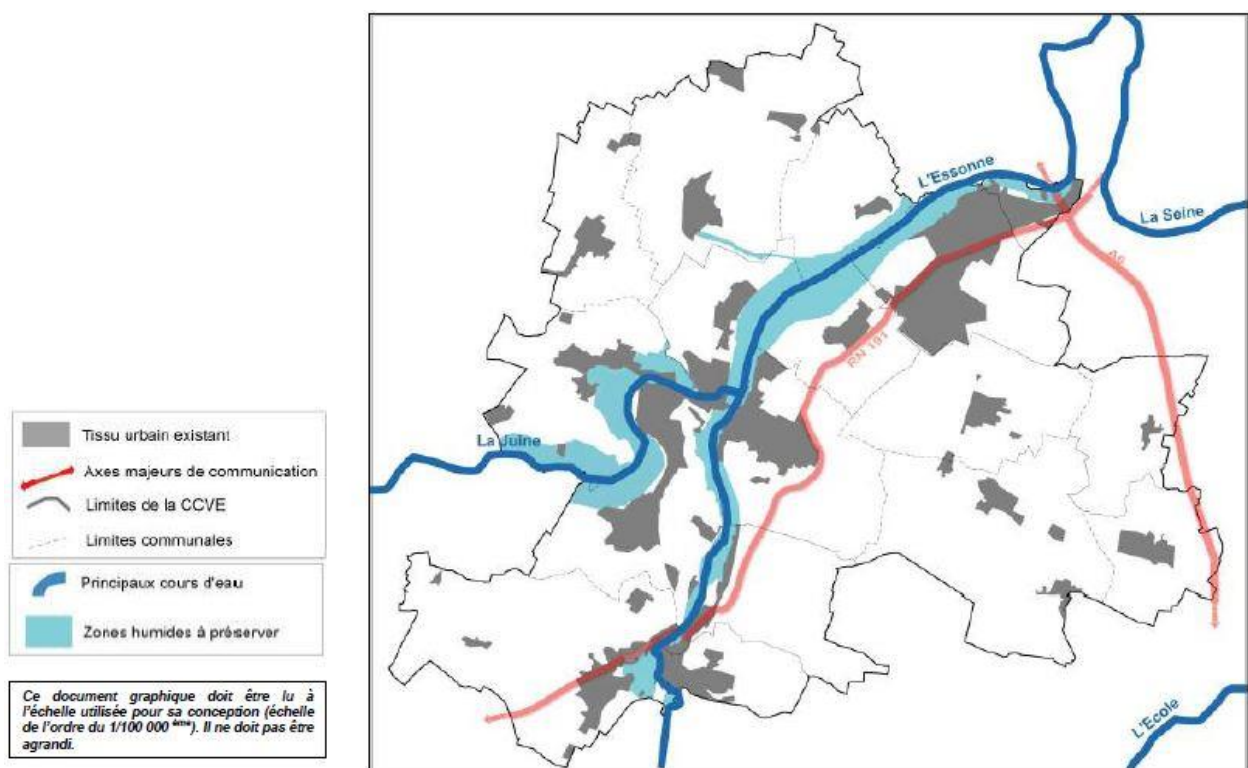 L'Essonne
La Seine
A6
RN 191
La Juine
L'Ecole
Tissu urbain existant
Axes majeurs de communication
Limites de la CCVE
Limites communales
Principaux cours d'eau
Zones humides à préserver
Ce document graphique doit être lu à
l'échelle utilisée pour sa conception (échelle
de l'ordre du 1/100 000 ème). Il ne doit pas être
agrandi.